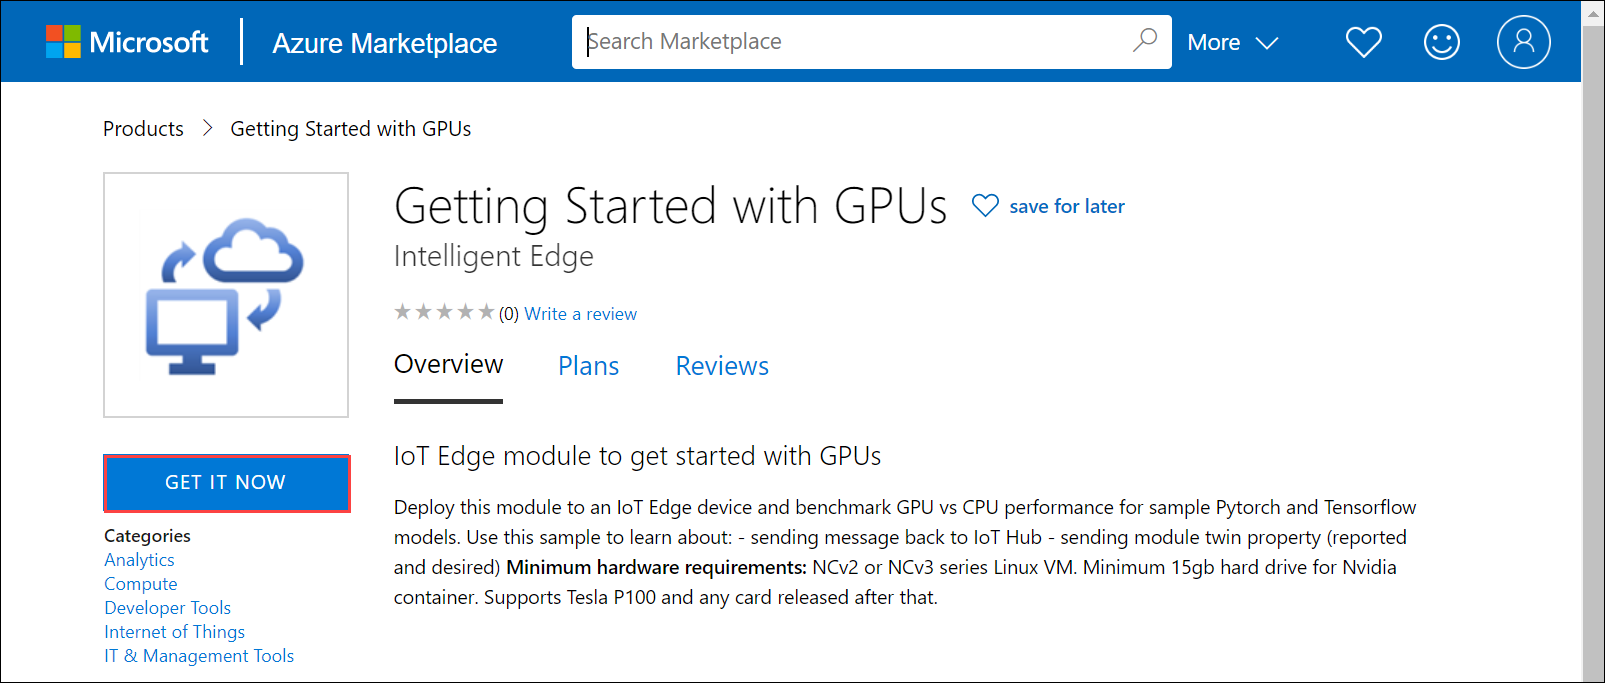 Microsoft
Azure Marketplace
Search Marketplace
More
Products > Getting Started with GPUs
Getting Started with GPUs
save for later
Intelligent Edge
(0) Write a review
Overview
Plans
Reviews
IoT Edge module to get started with GPUs
Deploy this module to an IoT Edge device and benchmark GPU vs CPU performance for sample Pytorch and Tensorflow
models. Use this sample to learn about: - sending message back to IoT Hub - sending module twin property (reported
and desired) Minimum hardware requirements: NCv2 or NCv3 series Linux VM. Minimum 15gb hard drive for Nvidia
container. Supports Tesla P100 and any card released after that.
GET IT NOW
Categories
Analytics
Compute
Developer Tools
Internet of Things
IT & Management Tools